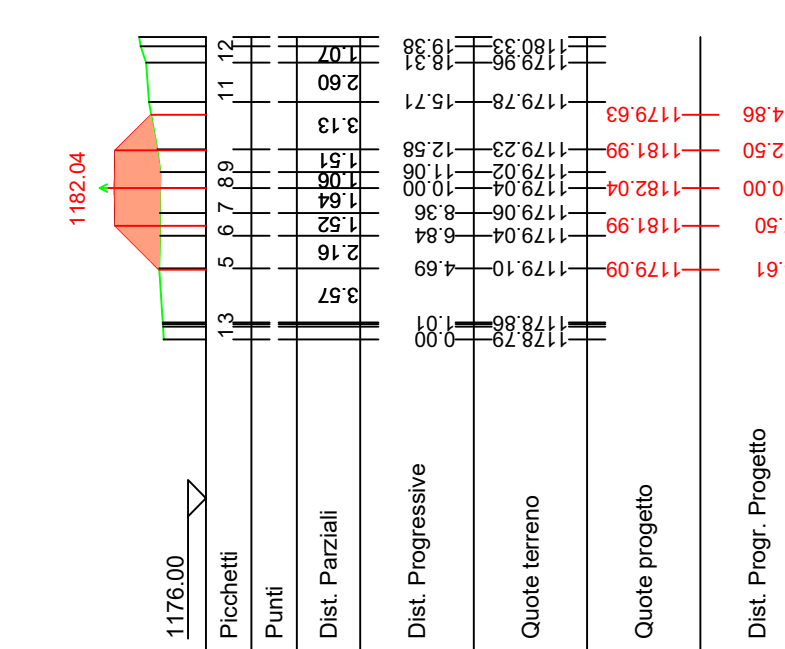 1182.04
1176.00
Picchetti 1 3 5 6 7 8 9 11 12
Punti
Dist. Parziali 3.57 2.16 1.52 1.64 1.06 1.51 3.13 2.60 1.07
Dist. Progressive 0.00 1.01 4.69 6.84 8.36 10.00 11.06 12.58 15.71 18.31 19.38
Quote terreno 1178.79 1178.86 1179.10 1179.04 1179.06 1179.04 1179.02 1179.23 1179.78 1179.96 1180.33
Quote progetto 1179.09 1181.99 1182.04 1181.99 1179.63
Dist. Progr. Progetto .61 .50 0.00 2.50 4.86